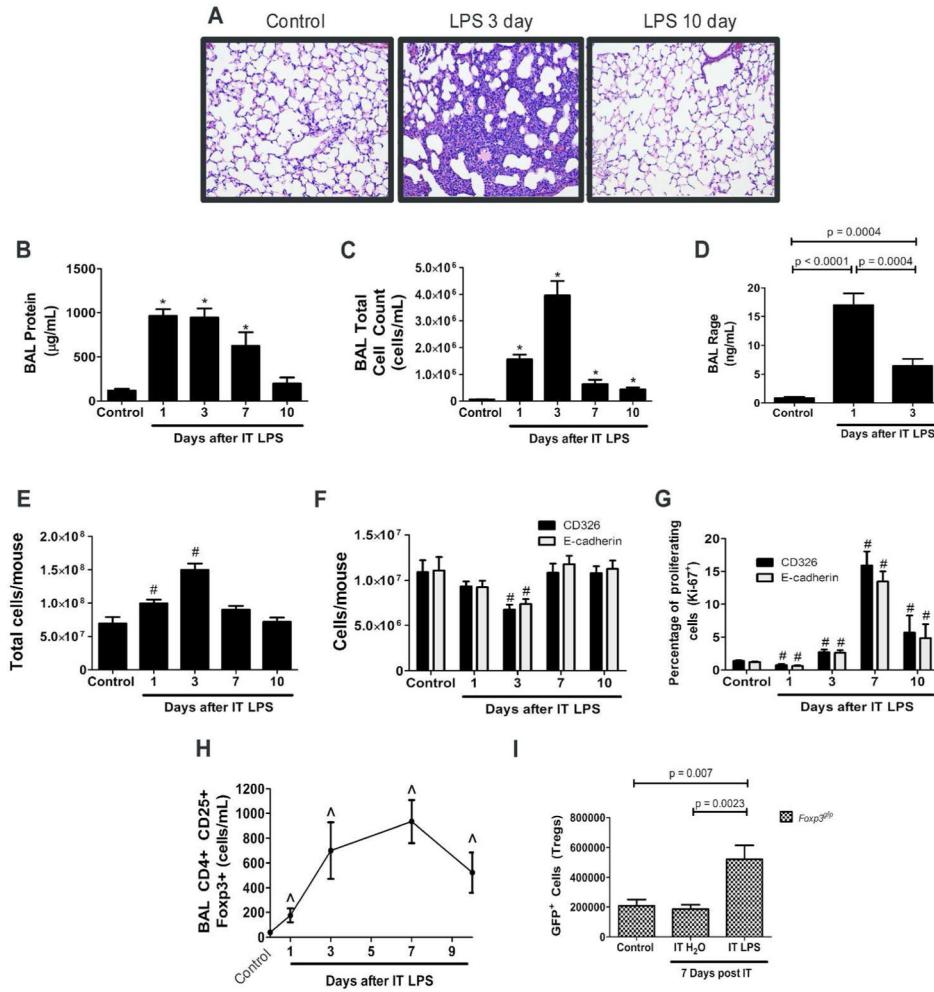 A
Control
LPS 3 day
LPS 10 day
B
BAL Protein
(μg/mL)
1500
1000
500
0
* * *
Control 1 3 7 10
Days after IT LPS
C
BAL Total
Cell Count
(cells/mL)
5.0×10⁶
4.0×10⁶
3.0×10⁶
2.0×10⁶
1.0×10⁶
0
* * * *
Control 1 3 7 10
Days after IT LPS
D
p = 0.0004
p < 0.0001 p = 0.0004
BAL Rage
(ng/mL)
20
15
10
5
0
Control 1 3
Days after IT LPS
E
Total cells/mouse
2.0×10⁸
1.5×10⁸
1.0×10⁸
5.0×10⁷
0
# #
Control 1 3 7 10
Days after IT LPS
F
CD326
E-cadherin
Cells/mouse
1.5×10⁷
1.0×10⁷
5.0×10⁶
0
# #
Control 1 3 7 10
Days after IT LPS
G
CD326
E-cadherin
Percentage of proliferating
cells (Ki-67⁺)
20
15
10
5
0
# # # # # # # #
Control 1 3 7 10
Days after IT LPS
H
BAL CD4+ CD25+
Foxp3+ (cells/mL)
1200
1000
800
600
400
200
0
^ ^ ^ ^
Control 1 3 5 7 9
Days after IT LPS
I
p = 0.007
p = 0.0023
Foxp3ᵍᶠᵖ
GFP⁺ Cells (Tregs)
800000
600000
400000
200000
0
Control IT H₂O IT LPS
7 Days post IT